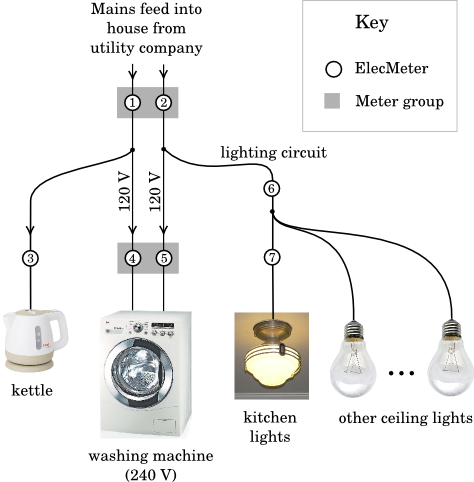 Mains feed into
house from
utility company
Key
ElecMeter
Meter group
1
2
lighting circuit
120 V
120 V
6
3
4
5
7
kettle
washing machine
(240 V)
kitchen
lights
other ceiling lights